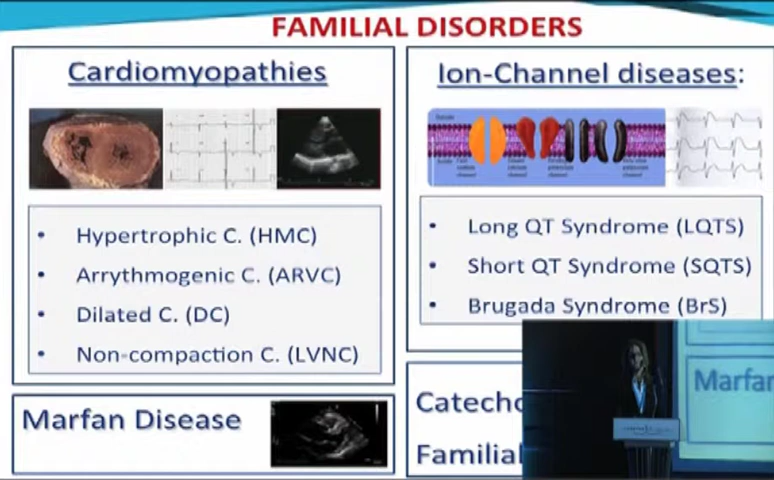 FAMILIAL DISORDERS
Cardiomyopathies
• Hypertrophic C. (HMC)
• Arrythmogenic C. (ARVC)
• Dilated C. (DC)
• Non-compaction C. (LVNC)
Marfan Disease
Ion-Channel diseases:
• Long QT Syndrome (LQTS)
• Short QT Syndrome (SQTS)
• Brugada Syndrome (BrS)
Catecho
Familial
Marfan